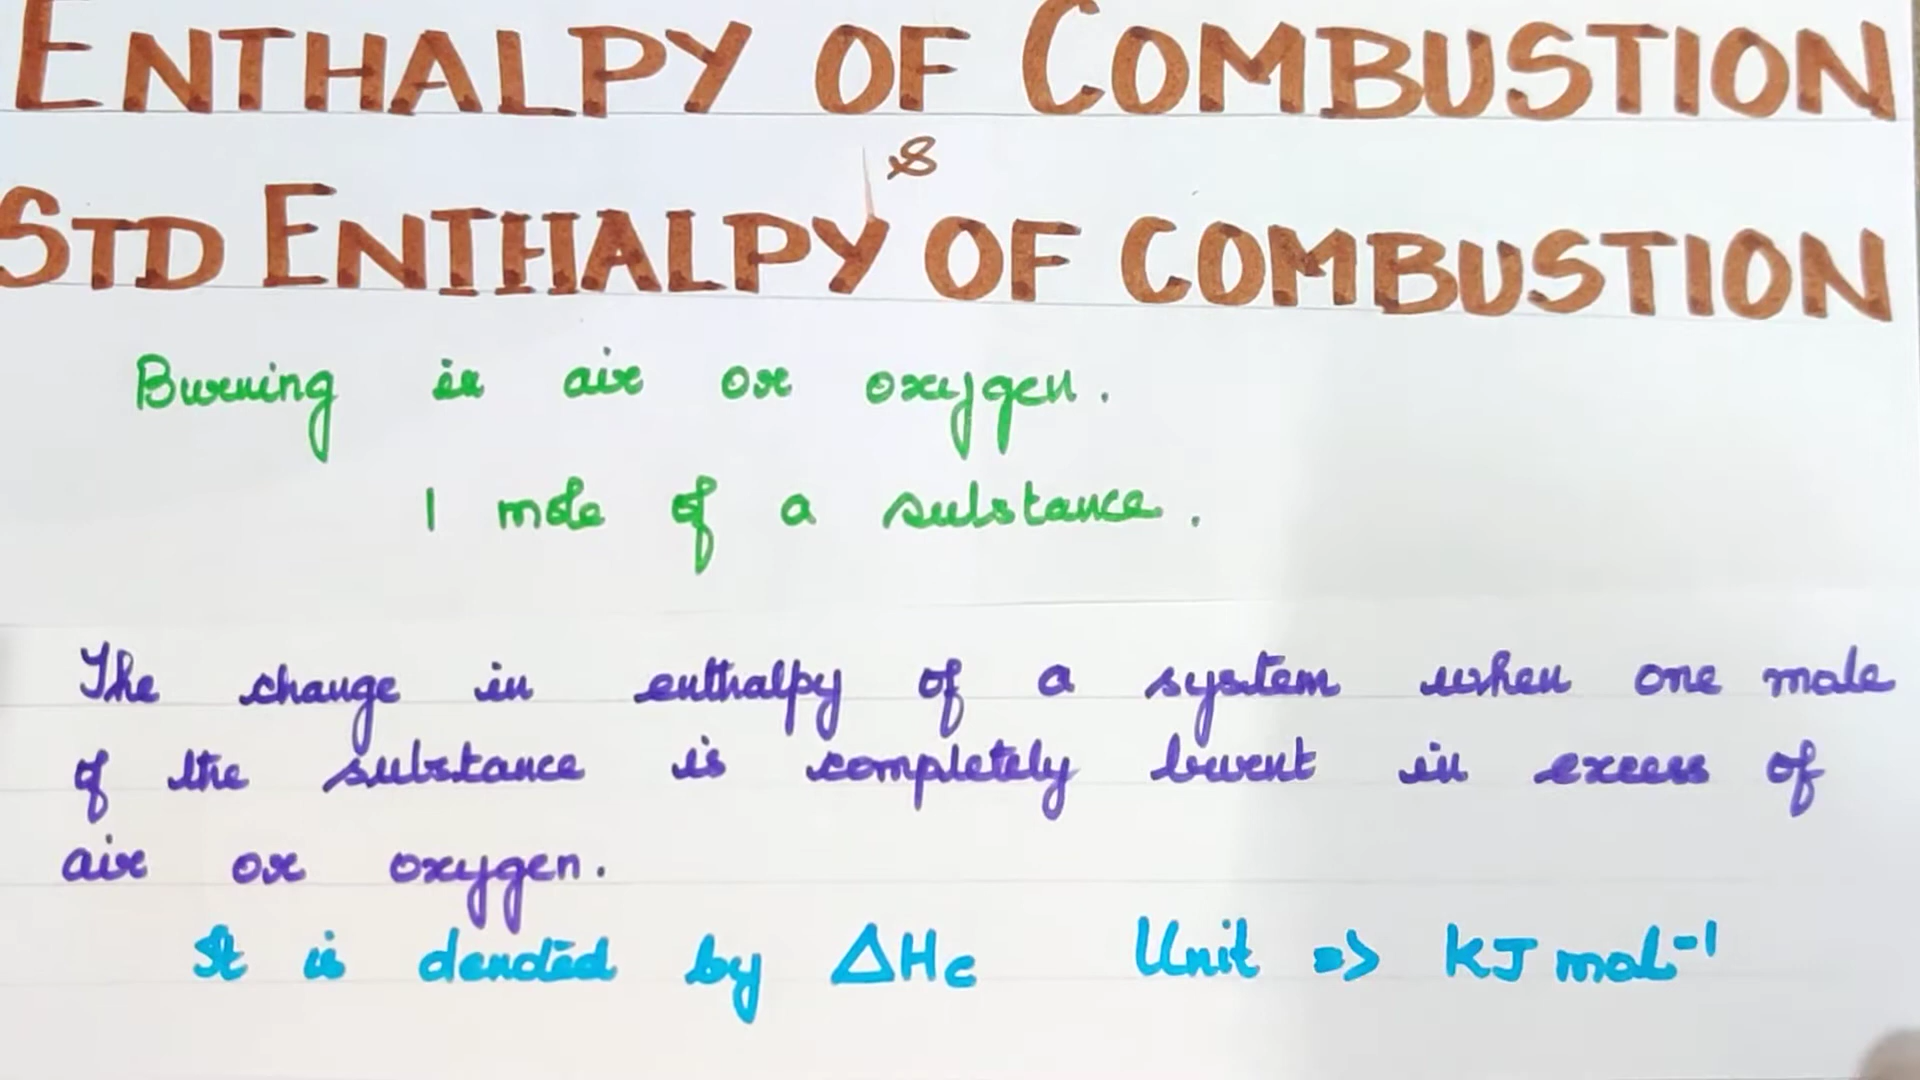 ENTHALPY OF COMBUSTION
&
STD ENTHALPY OF COMBUSTION
Burning in air or oxygen.
1 mole of a substance.
The change in enthalpy of a system when one mole
of the substance is completely burnt in excess of
air or oxygen.
It is denoted by ΔHc Unit => KJ mol⁻¹